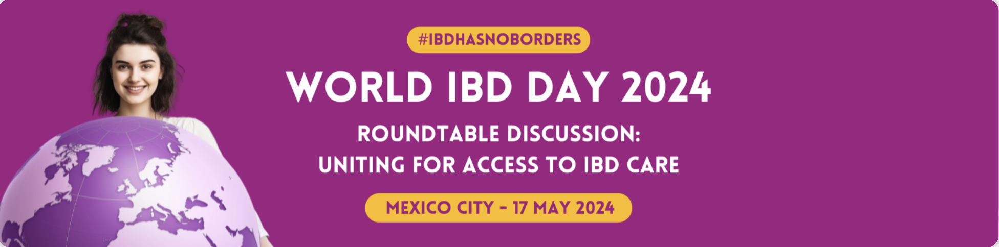 #IBDHASNOBORDERS
WORLD IBD DAY 2024
ROUNDTABLE DISCUSSION:
UNITING FOR ACCESS TO IBD CARE
MEXICO CITY - 17 MAY 2024